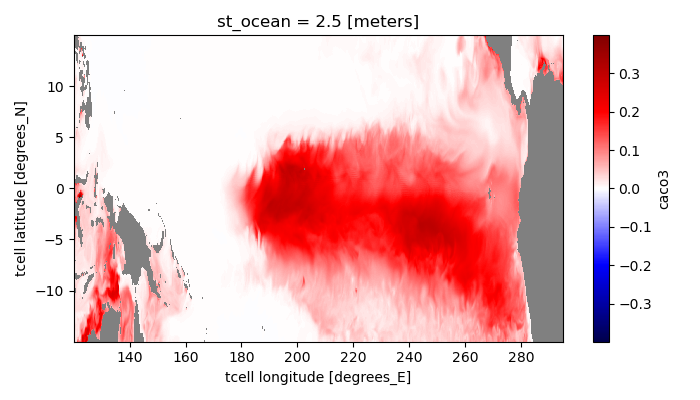 st_ocean = 2.5 [meters]
10
5
0
−5
−10
tcell latitude [degrees_N]
140 160 180 200 220 240 260 280
tcell longitude [degrees_E]
0.3
0.2
0.1
0.0
−0.1
−0.2
−0.3
caco3